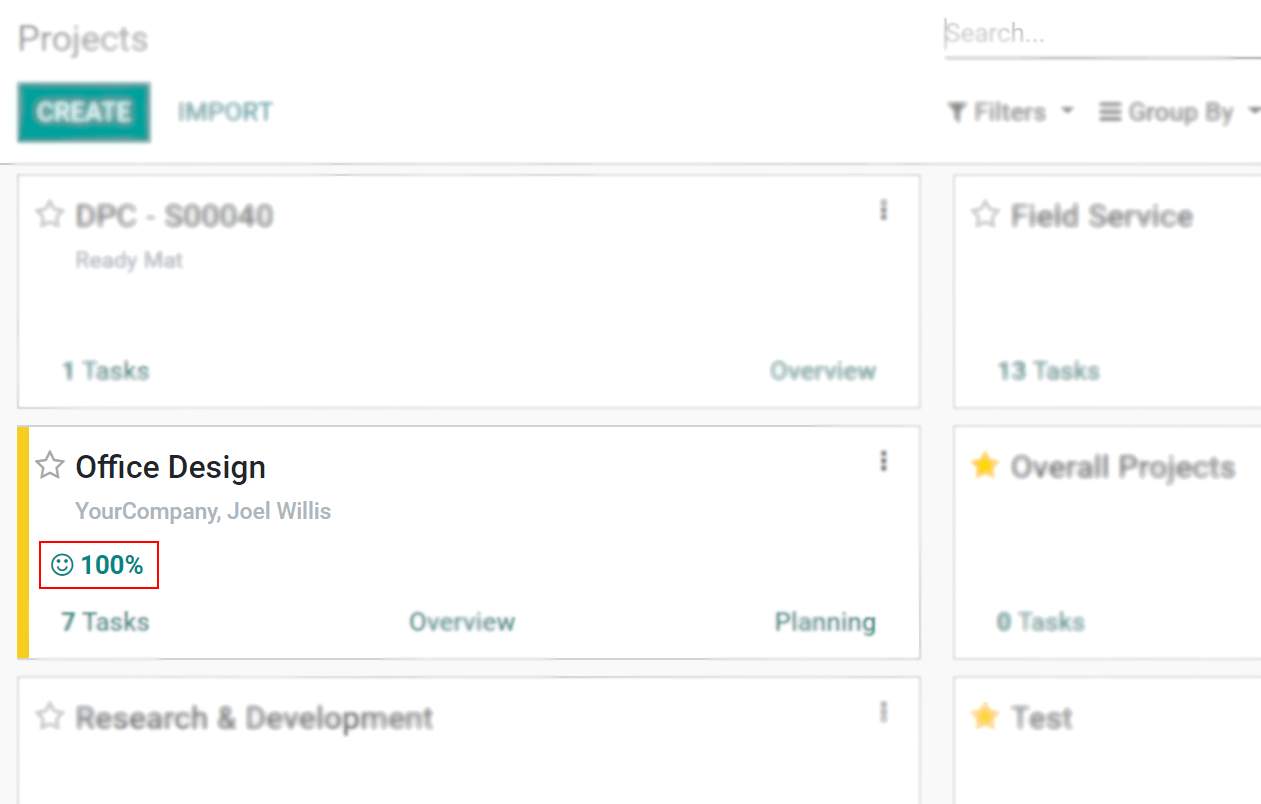 Projects
Search...
CREATE IMPORT
Filters Group By
DPC - S00040
Ready Mat
1 Tasks Overview
Field Service
13 Tasks
Office Design
YourCompany, Joel Willis
100%
7 Tasks Overview Planning
Overall Projects
0 Tasks
Research & Development
Test